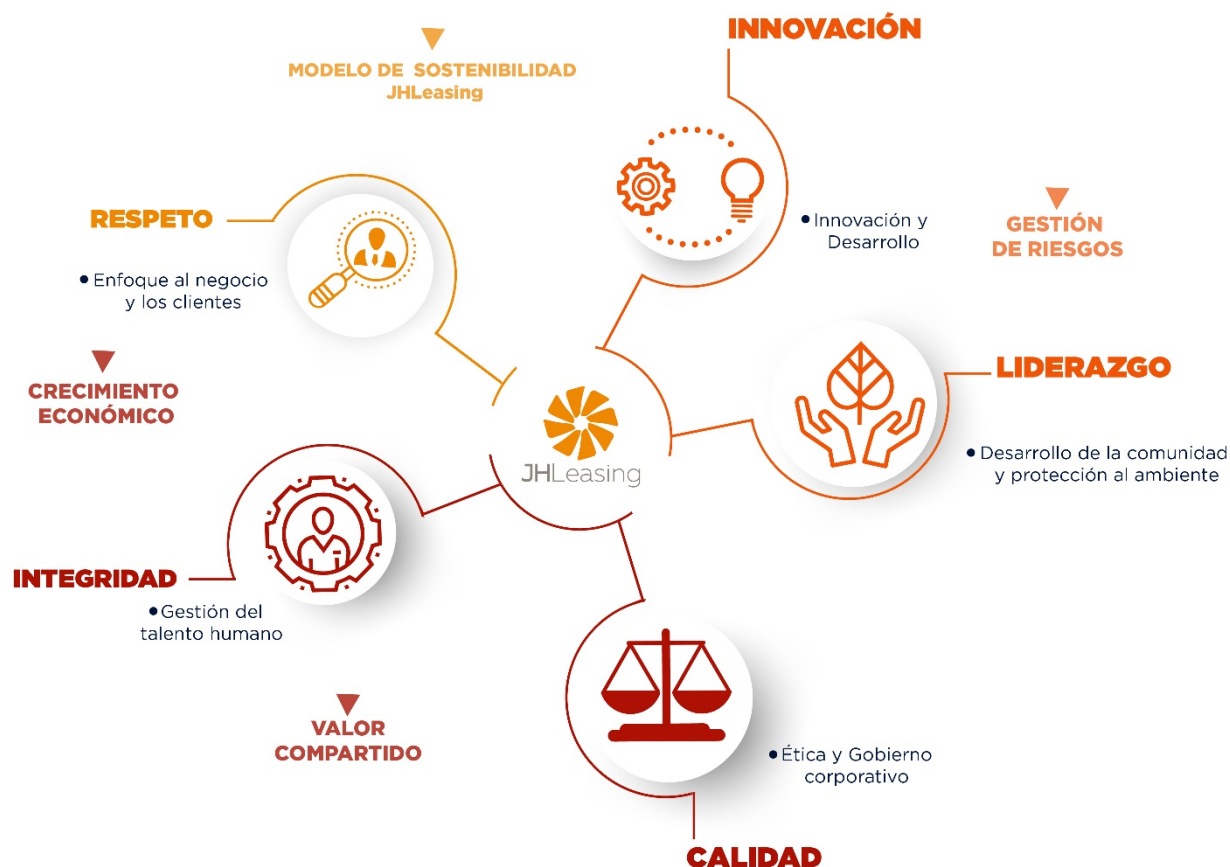 INNOVACIÓN
MODELO DE SOSTENIBILIDAD
JHLeasing
RESPETO
• Enfoque al negocio
y los clientes
• Innovación y
Desarrollo
GESTIÓN
DE RIESGOS
CRECIMIENTO
ECONÓMICO
LIDERAZGO
• Desarrollo de la comunidad
y protección al ambiente
JHLeasing
INTEGRIDAD
• Gestión del
talento humano
VALOR
COMPARTIDO
• Ética y Gobierno
corporativo
CALIDAD